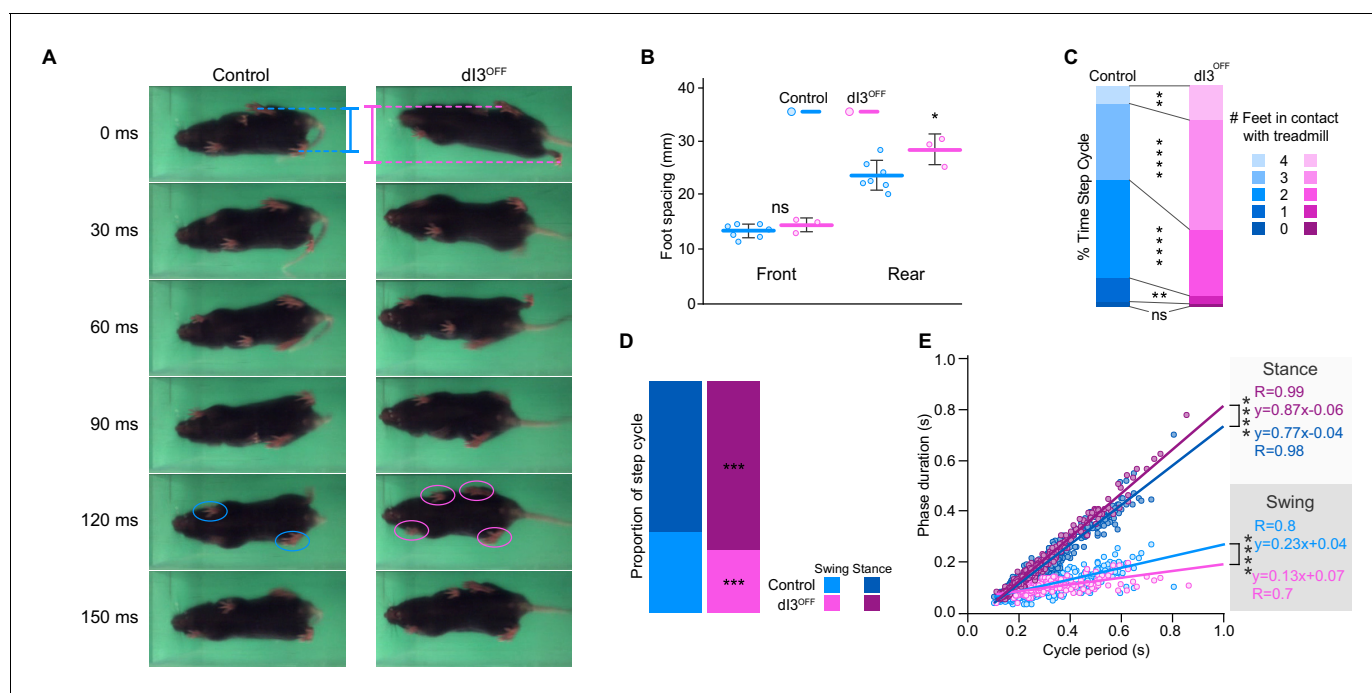 A
Control
dI3OFF
0 ms
30 ms
60 ms
90 ms
120 ms
150 ms
B
Control dI3OFF
Foot spacing (mm)
40
30
20
10
0
*
ns
Front
Rear
C
Control
dI3OFF
% Time Step Cycle
**
****
****
**
ns
# Feet in contact
with treadmill
4
3
2
1
0
D
Proportion of step cycle
***
***
Swing Stance
Control
dI3OFF
E
Phase duration (s)
1.0
0.8
0.6
0.4
0.2
0.0
0.0 0.2 0.4 0.6 0.8 1.0
Cycle period (s)
Stance
R=0.99
y=0.87x-0.06
y=0.77x-0.04
R=0.98
****
Swing
R=0.8
y=0.23x+0.04
y=0.13x+0.07
R=0.7
****